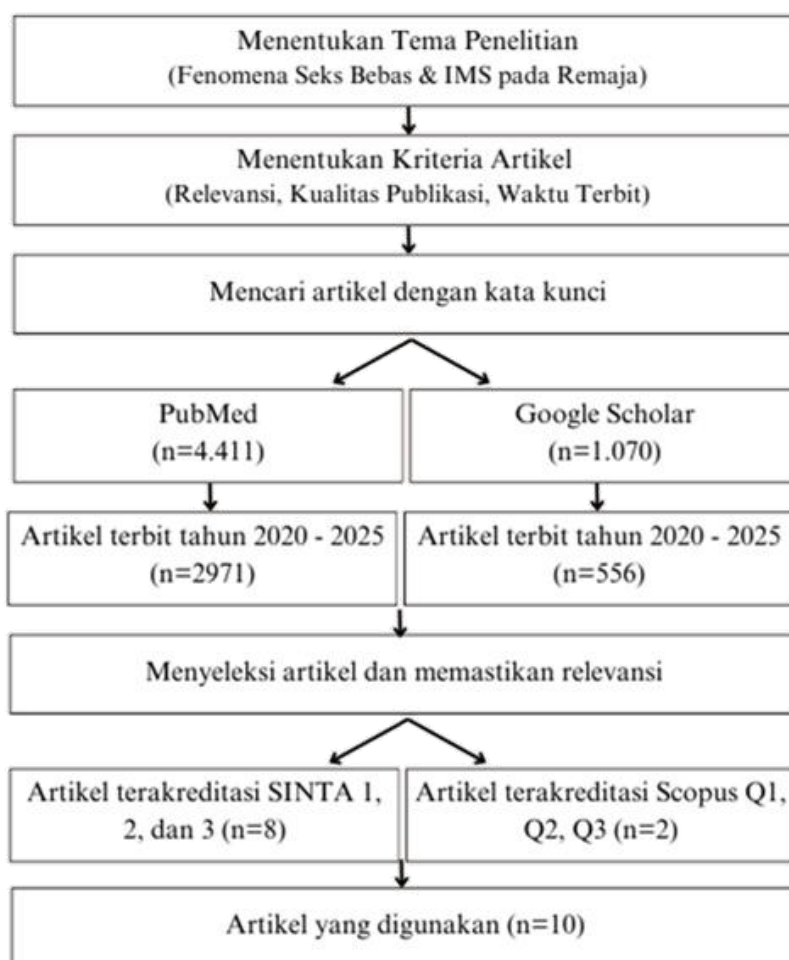 Menentukan Tema Penelitian
(Fenomena Seks Bebas & IMS pada Remaja)
Menentukan Kriteria Artikel
(Relevansi, Kualitas Publikasi, Waktu Terbit)
Mencari artikel dengan kata kunci
PubMed
(n=4.411)
Google Scholar
(n=1.070)
Artikel terbit tahun 2020 - 2025
(n=2971)
Artikel terbit tahun 2020 - 2025
(n=556)
Menyeleksi artikel dan memastikan relevansi
Artikel terakreditasi SINTA 1,
2, dan 3 (n=8)
Artikel terakreditasi Scopus Q1,
Q2, Q3 (n=2)
Artikel yang digunakan (n=10)